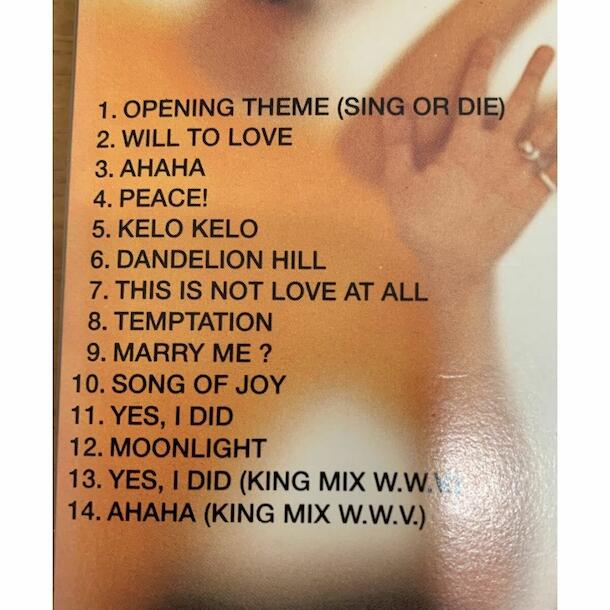 1. OPENING THEME (SING OR DIE)
2. WILL TO LOVE
3. AHAHA
4. PEACE!
5. KELO KELO
6. DANDELION HILL
7. THIS IS NOT LOVE AT ALL
8. TEMPTATION
9. MARRY ME ?
10. SONG OF JOY
11. YES, I DID
12. MOONLIGHT
13. YES, I DID (KING MIX W.W.V.)
14. AHAHA (KING MIX W.W.V.)